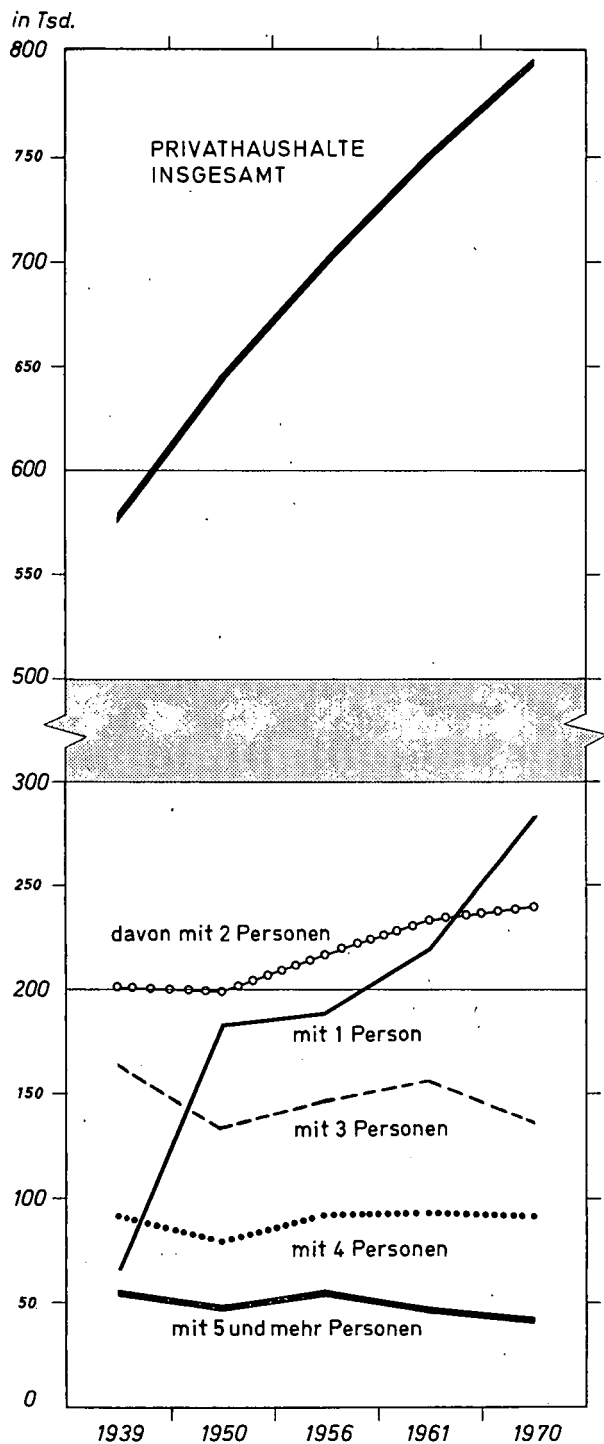 in Tsd.
800
750
PRIVATHAUSHALTE
INSGESAMT
700
650
600
550
500
300
250
davon mit 2 Personen
200
mit 1 Person
150
mit 3 Personen
100
mit 4 Personen
50
mit 5 und mehr Personen
0
1939 1950 1956 1961 1970